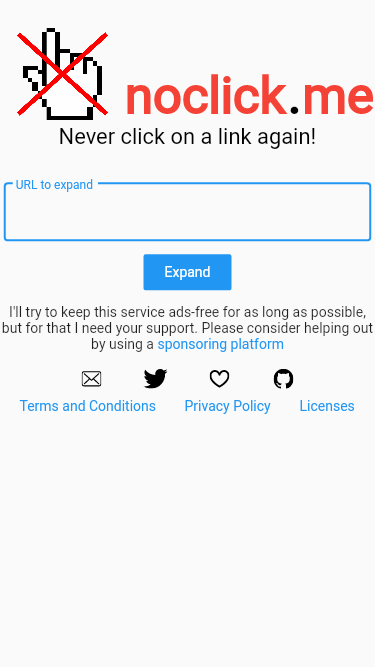 noclick.me
Never click on a link again!
URL to expand
Expand
I'll try to keep this service ads-free for as long as possible,
but for that I need your support. Please consider helping out
by using a sponsoring platform
Terms and Conditions Privacy Policy Licenses